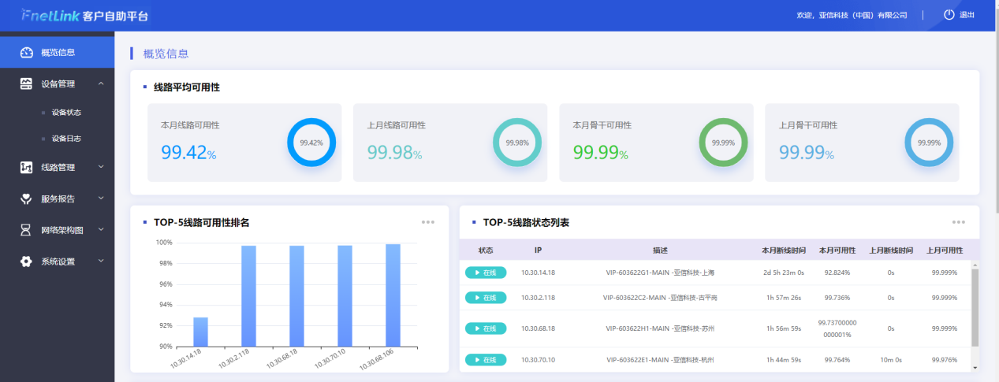 FnetLink 客户自助平台
欢迎，亚信科技（中国）有限公司 | 退出
概览信息
设备管理
设备状态
设备日志
线路管理
服务报告
网络架构图
系统设置
概览信息
线路平均可用性
本月线路可用性
99.42%
99.42%
上月线路可用性
99.98%
99.98%
本月骨干可用性
99.99%
99.99%
上月骨干可用性
99.99%
99.99%
TOP-5线路可用性排名
100%
98%
96%
94%
92%
90%
10.30.14.18
10.30.2.118
10.30.68.18
10.30.70.10
10.30.68.106
TOP-5线路状态列表
状态 IP 描述 本月断线时间 本月可用性 上月断线时间 上月可用性
在线 10.30.14.18 VIP-603622G1-MAIN -亚信科技-上海 2d 5h 23m 0s 92.824% 0s 99.999%
在线 10.30.2.118 VIP-603622C2-MAIN -亚信科技-古平岗 1h 57m 26s 99.736% 0s 99.999%
在线 10.30.68.18 VIP-603622H1-MAIN -亚信科技-苏州 1h 56m 59s 99.73700000
000001% 0s 99.999%
在线 10.30.70.10 VIP-603622E1-MAIN -亚信科技-杭州 1h 44m 59s 99.764% 10m 0s 99.976%